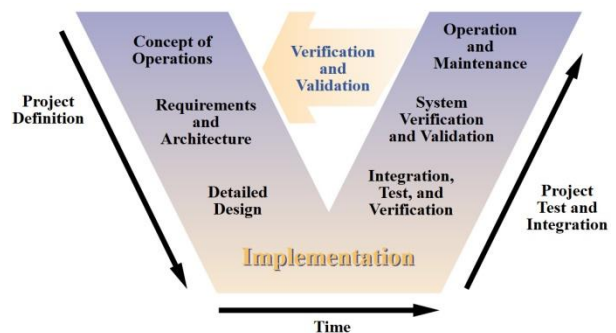 Concept of
Operations
Verification
and
Validation
Operation
and
Maintenance
Project
Definition
Requirements
and
Architecture
System
Verification
and Validation
Detailed
Design
Integration,
Test, and
Verification
Project
Test and
Integration
Implementation
Time